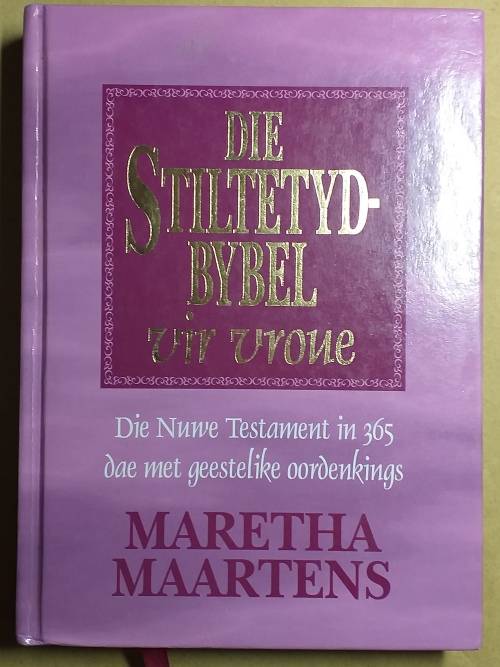 DIE
STILTETYD-
BYBEL
vir vroue
Die Nuwe Testament in 365
dae met geestelike oordenkings
MARETHA
MAARTENS